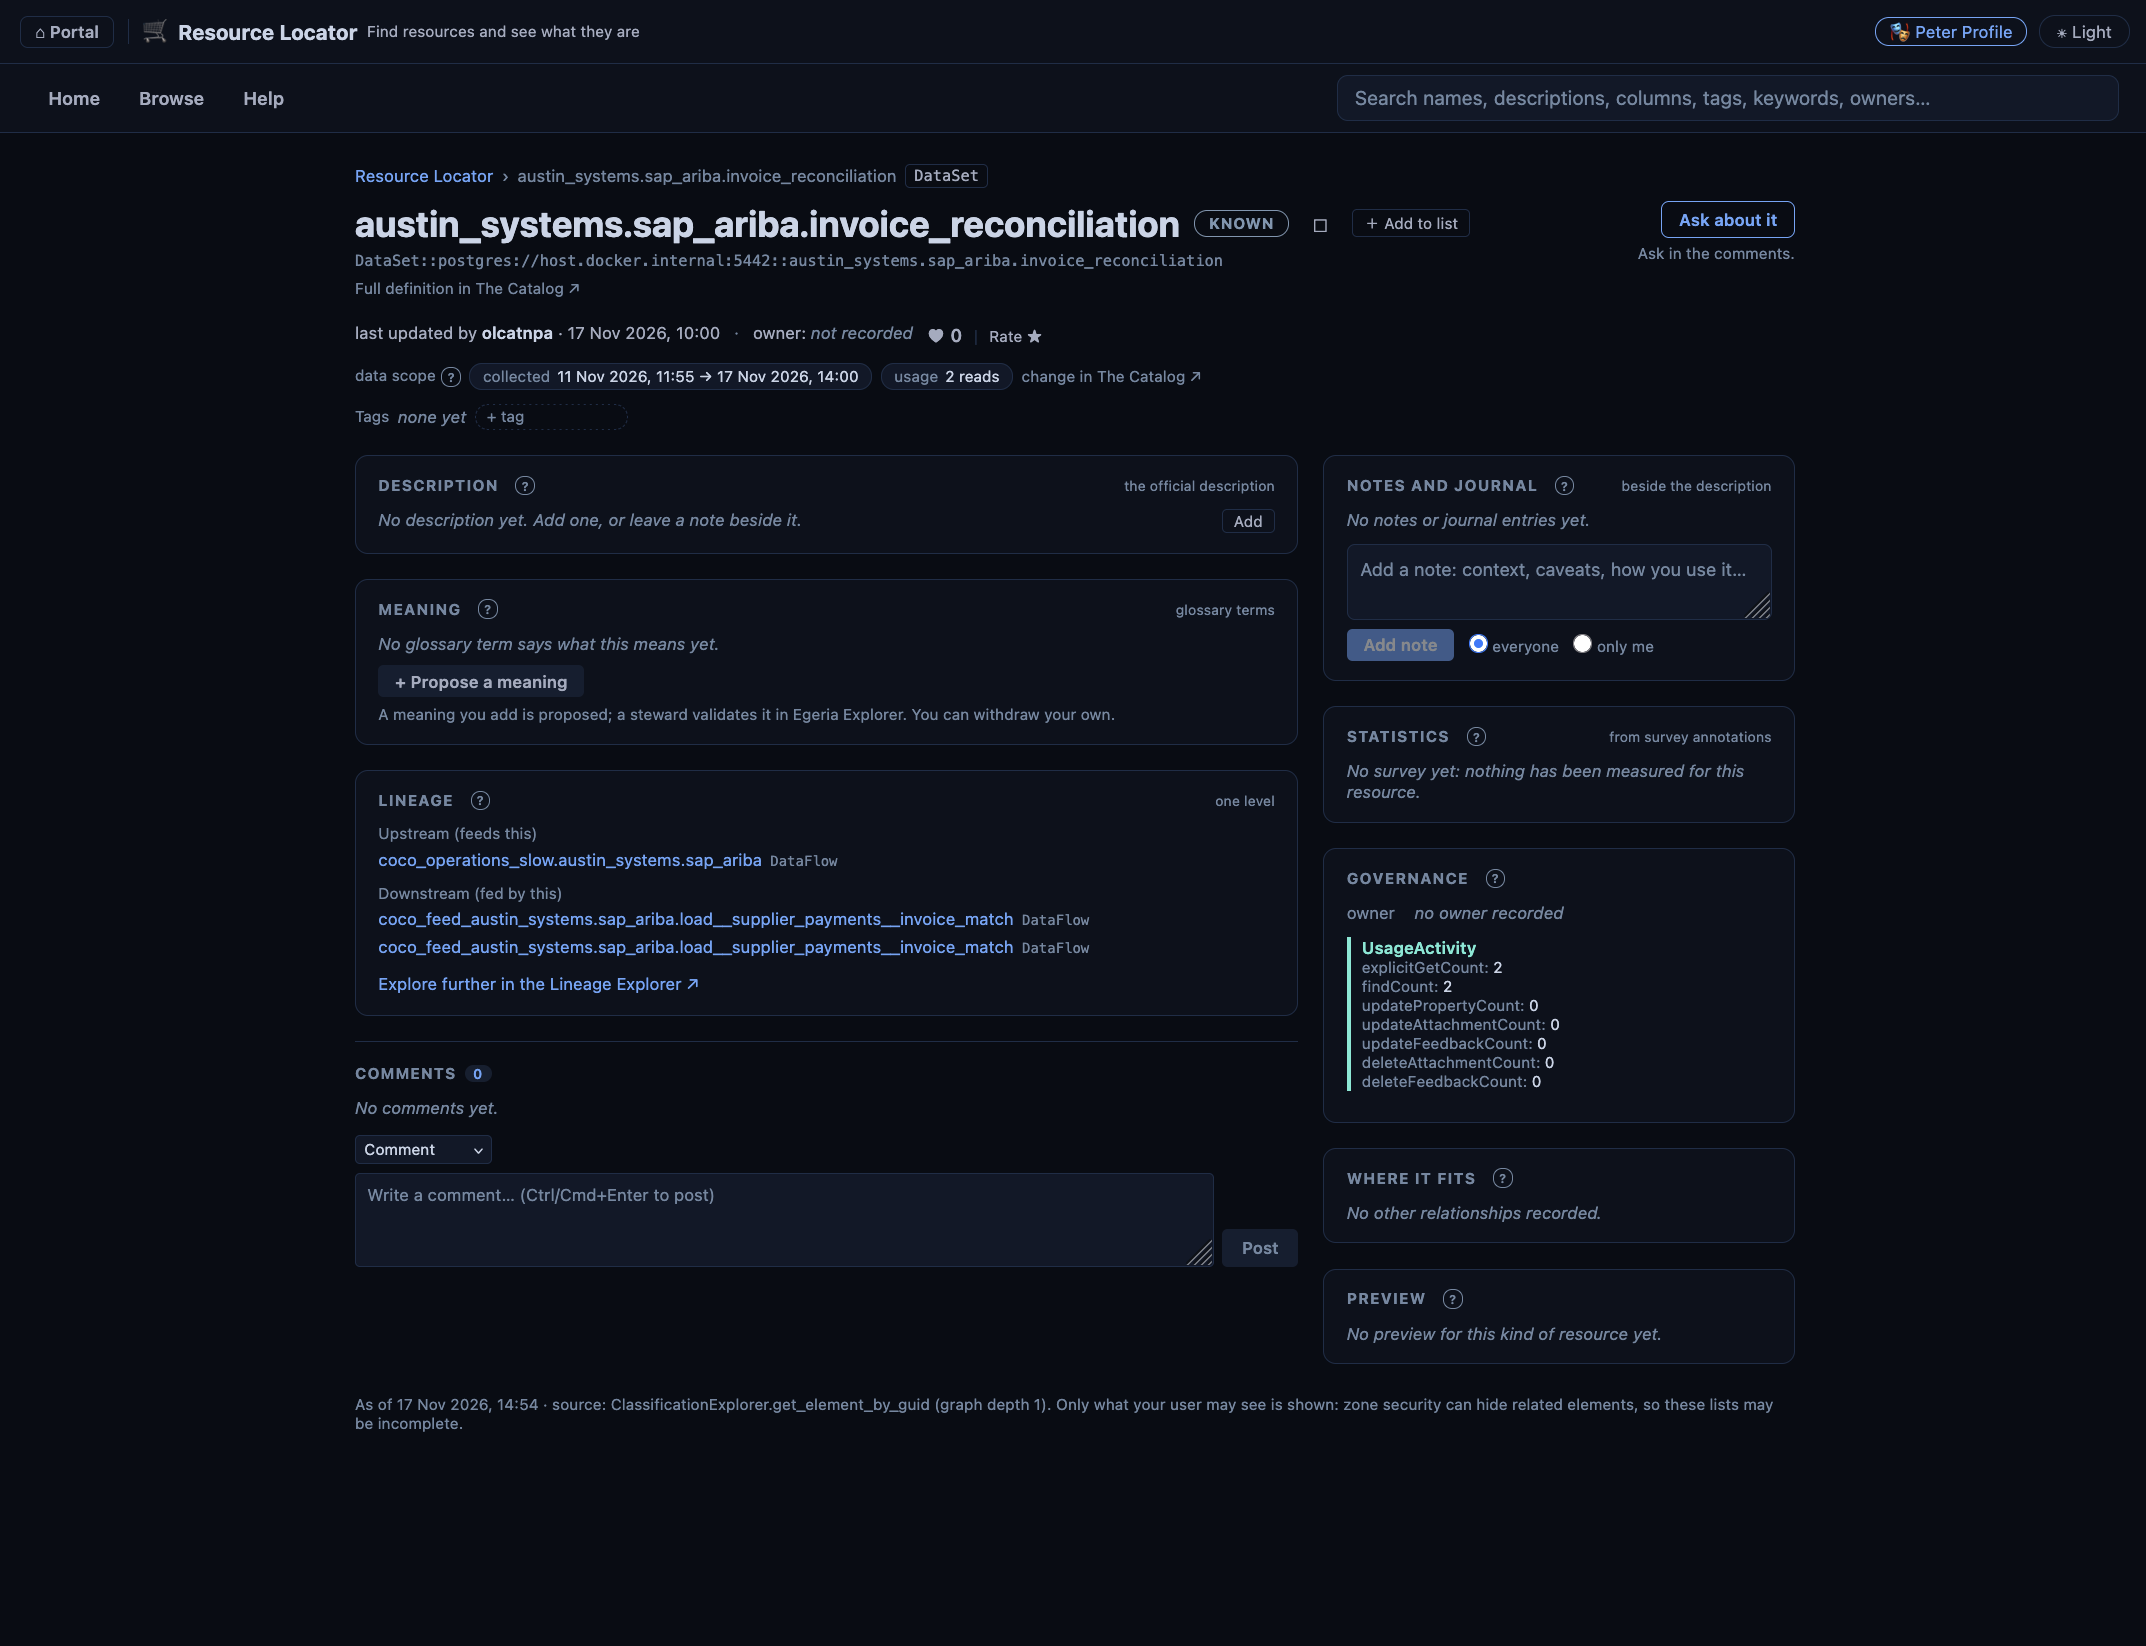 ⌂ Portal
Resource Locator Find resources and see what they are
Peter Profile
☀ Light
Home Browse Help
Search names, descriptions, columns, tags, keywords, owners...
Resource Locator › austin_systems.sap_ariba.invoice_reconciliation DataSet
austin_systems.sap_ariba.invoice_reconciliation KNOWN + Add to list
Ask about it
DataSet::postgres://host.docker.internal:5442::austin_systems.sap_ariba.invoice_reconciliation
Ask in the comments.
Full definition in The Catalog ↗
last updated by olcatnpa · 17 Nov 2026, 10:00 · owner: not recorded ♥ 0 | Rate ★
data scope ? collected 11 Nov 2026, 11:55 → 17 Nov 2026, 14:00 usage 2 reads change in The Catalog ↗
Tags none yet + tag
DESCRIPTION ? the official description
No description yet. Add one, or leave a note beside it. Add
MEANING ? glossary terms
No glossary term says what this means yet.
+ Propose a meaning
A meaning you add is proposed; a steward validates it in Egeria Explorer. You can withdraw your own.
LINEAGE ? one level
Upstream (feeds this)
coco_operations_slow.austin_systems.sap_ariba DataFlow
Downstream (fed by this)
coco_feed_austin_systems.sap_ariba.load__supplier_payments__invoice_match DataFlow
coco_feed_austin_systems.sap_ariba.load__supplier_payments__invoice_match DataFlow
Explore further in the Lineage Explorer ↗
COMMENTS 0
No comments yet.
Comment
Write a comment... (Ctrl/Cmd+Enter to post)
Post
NOTES AND JOURNAL ? beside the description
No notes or journal entries yet.
Add a note: context, caveats, how you use it...
Add note everyone only me
STATISTICS ? from survey annotations
No survey yet: nothing has been measured for this
resource.
GOVERNANCE ?
owner no owner recorded
UsageActivity
explicitGetCount: 2
findCount: 2
updatePropertyCount: 0
updateAttachmentCount: 0
updateFeedbackCount: 0
deleteAttachmentCount: 0
deleteFeedbackCount: 0
WHERE IT FITS ?
No other relationships recorded.
PREVIEW ?
No preview for this kind of resource yet.
As of 17 Nov 2026, 14:54 · source: ClassificationExplorer.get_element_by_guid (graph depth 1). Only what your user may see is shown: zone security can hide related elements, so these lists may
be incomplete.